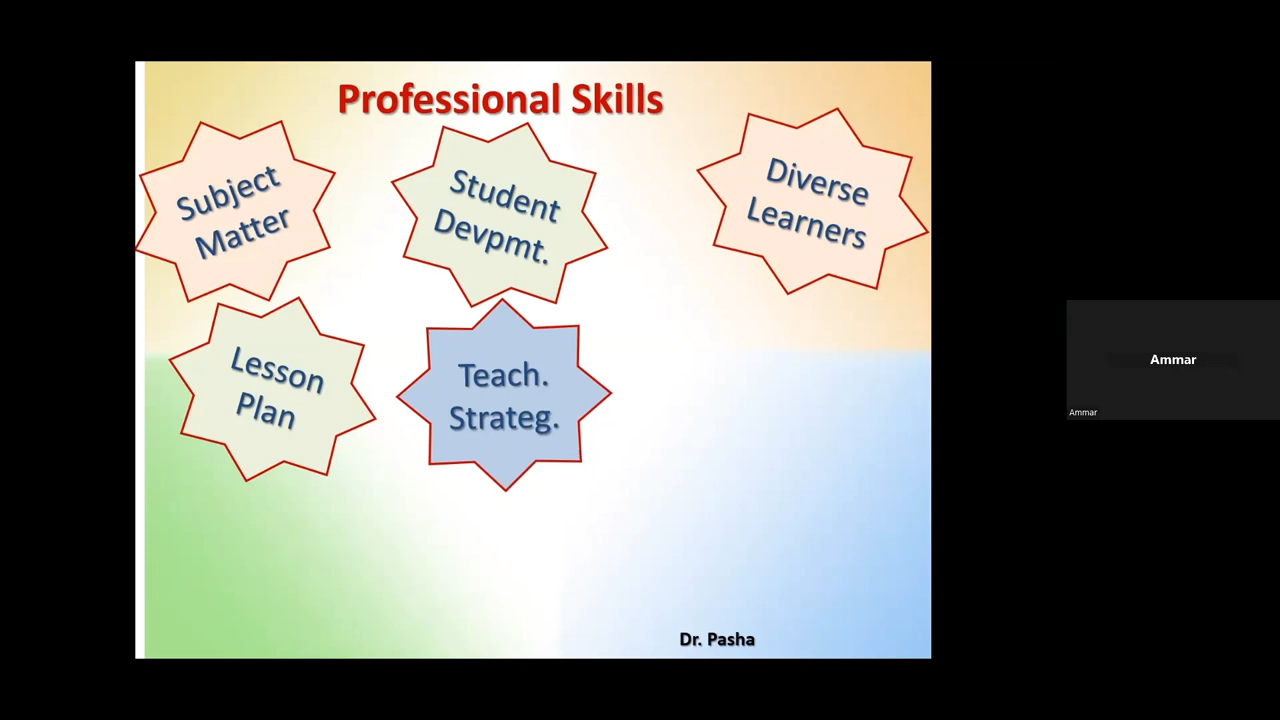 Professional Skills
Subject
Matter
Student
Devpmt.
Diverse
Learners
Lesson
Plan
Teach.
Strateg.
Dr. Pasha
Ammar
Ammar